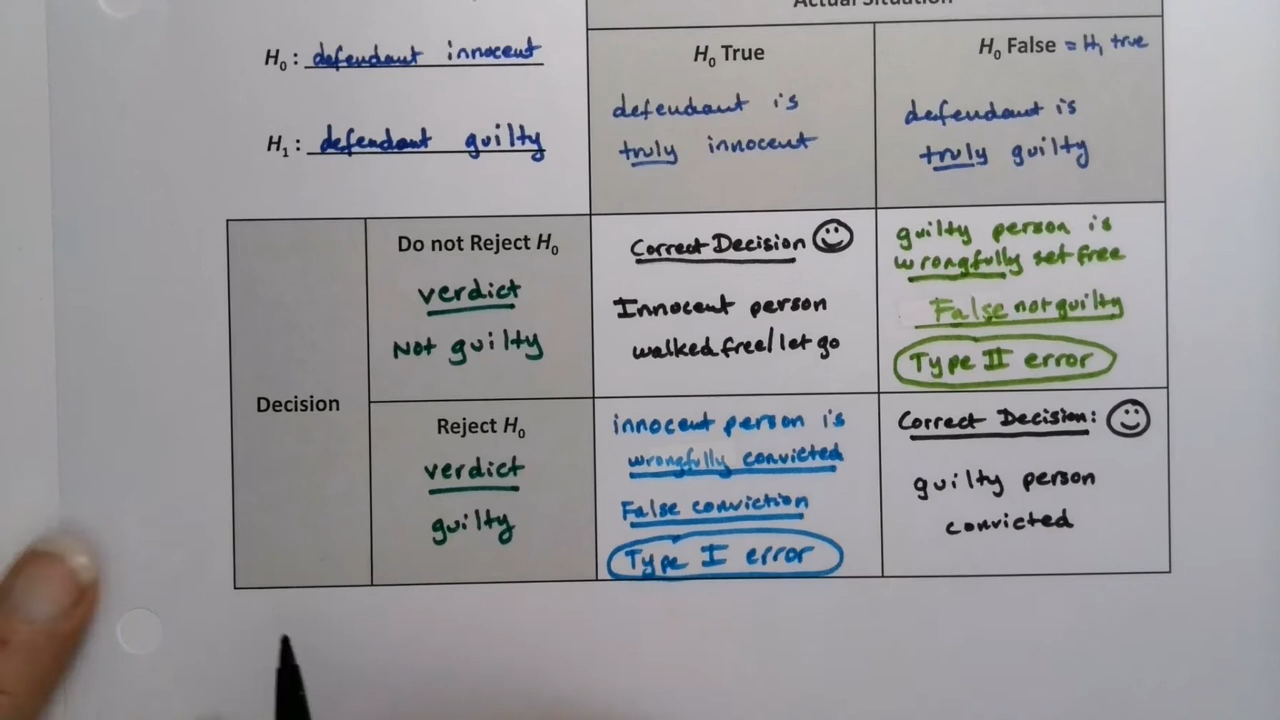 Actual Situation
H0 : defendant innocent
H1 : defendant guilty
H0 True
defendant is
truly innocent
H0 False = H1 true
defendant is
truly guilty
Decision
Do not Reject H0
verdict
Not guilty
Correct Decision
Innocent person
walked free/let go
guilty person is
wrongfully set free
False not guilty
Type II error
Reject H0
verdict
guilty
innocent person is
wrongfully convicted
False conviction
Type I error
Correct Decision:
guilty person
convicted